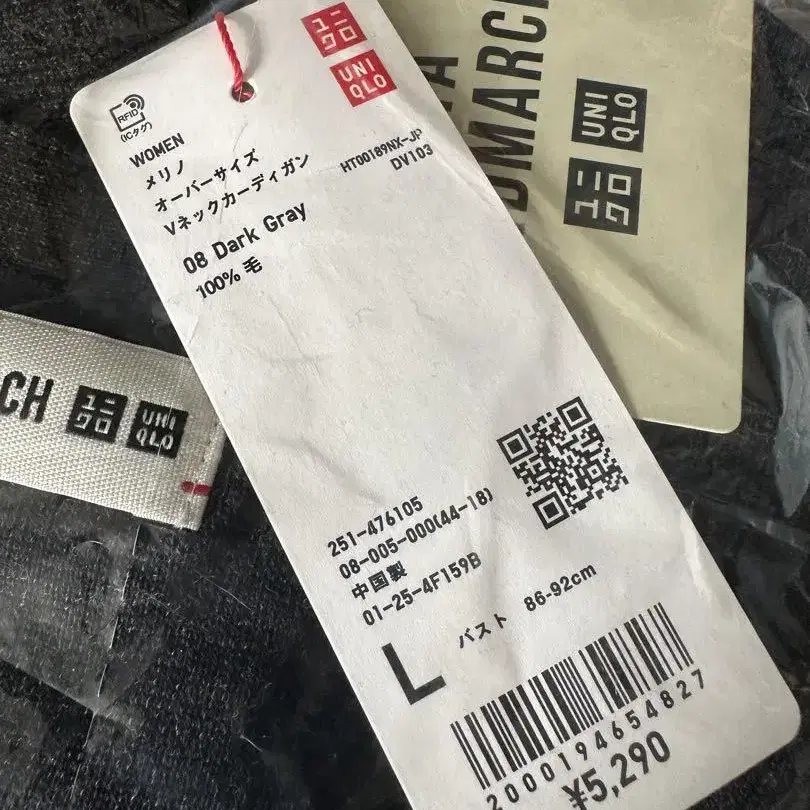 ユニ
クロ
UNI
QLO
RFID
(ICタグ)
WOMEN
メリノ
オーバーサイズ
Vネックカーディガン
HT00189NX-JP
DV103
08 Dark Gray
100% 毛
251-476105
08-005-000(44-18)
中国製
01-25-4F159B
L バスト 86-92cm
2000194654827
¥5,290
DMARCH
UNI
QLO
ユニ
クロ
CH
ユニ
クロ
UNI
QLO